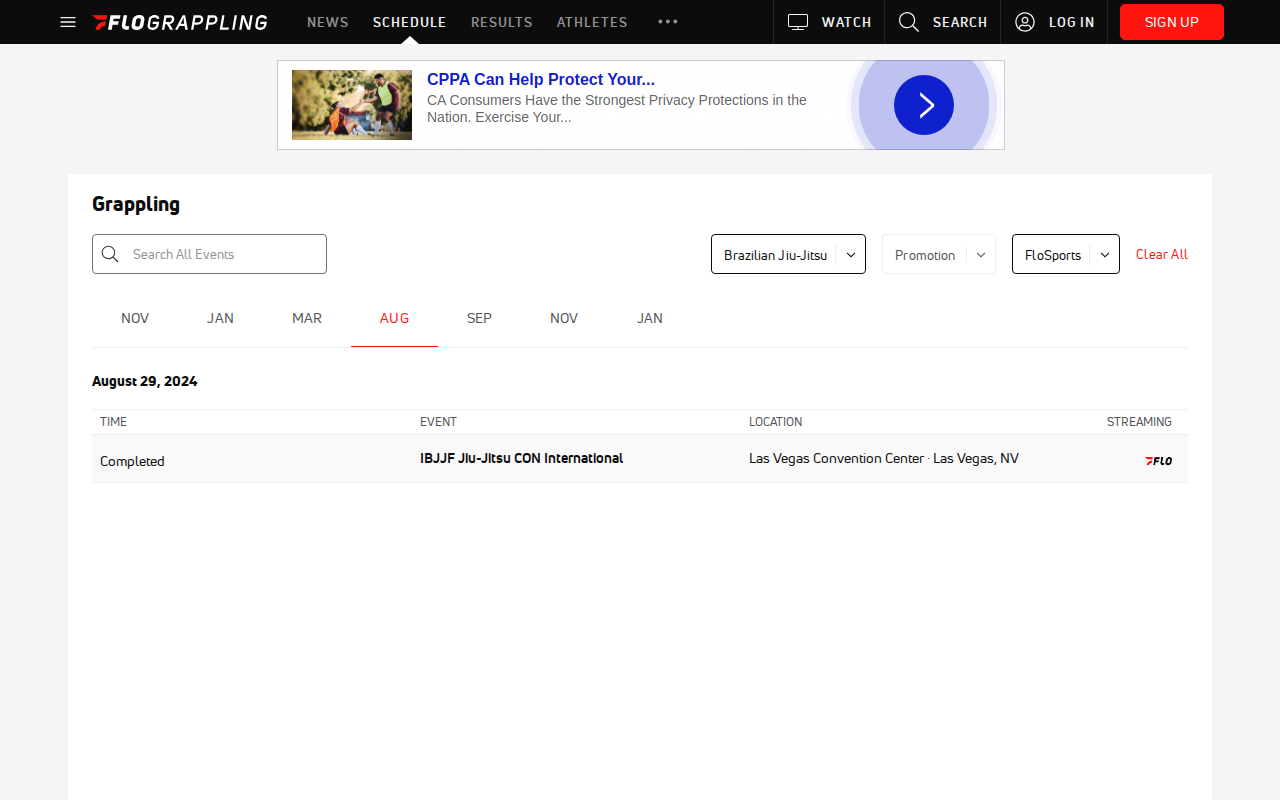 FLOGRAPPLING NEWS SCHEDULE RESULTS ATHLETES WATCH SEARCH LOG IN SIGN UP
CPPA Can Help Protect Your...
CA Consumers Have the Strongest Privacy Protections in the
Nation. Exercise Your...
Grappling
Search All Events Brazilian Jiu-Jitsu Promotion FloSports Clear All
NOV JAN MAR AUG SEP NOV JAN
August 29, 2024
TIME EVENT LOCATION STREAMING
Completed IBJJF Jiu-Jitsu CON International Las Vegas Convention Center · Las Vegas, NV FLO